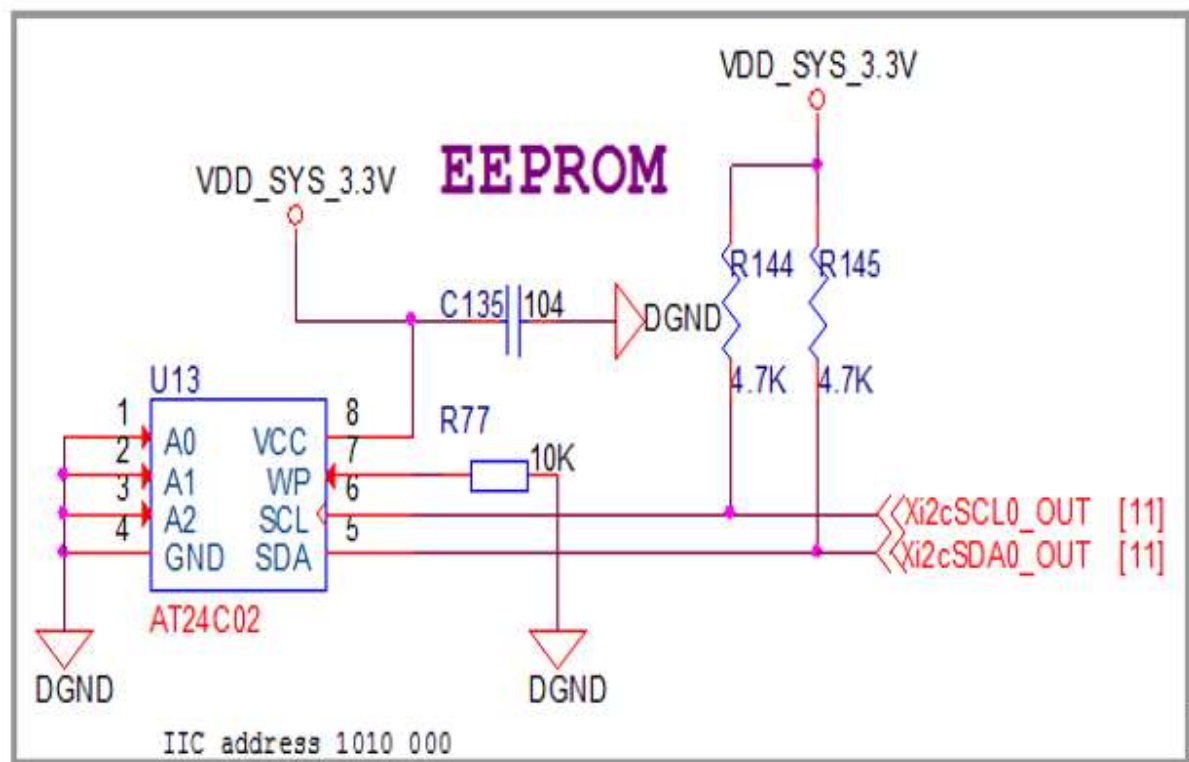 VDD_SYS_3.3V
EEPROM
VDD_SYS_3.3V
C135 104
DGND
R144 R145
4.7K 4.7K
U13
1 A0 VCC 8
2 A1 WP 7
3 A2 SCL 6
4 GND SDA 5
R77
10K
Xi2cSCL0_OUT [11]
Xi2cSDA0_OUT [11]
AT24C02
DGND
DGND
IIC address 1010 000